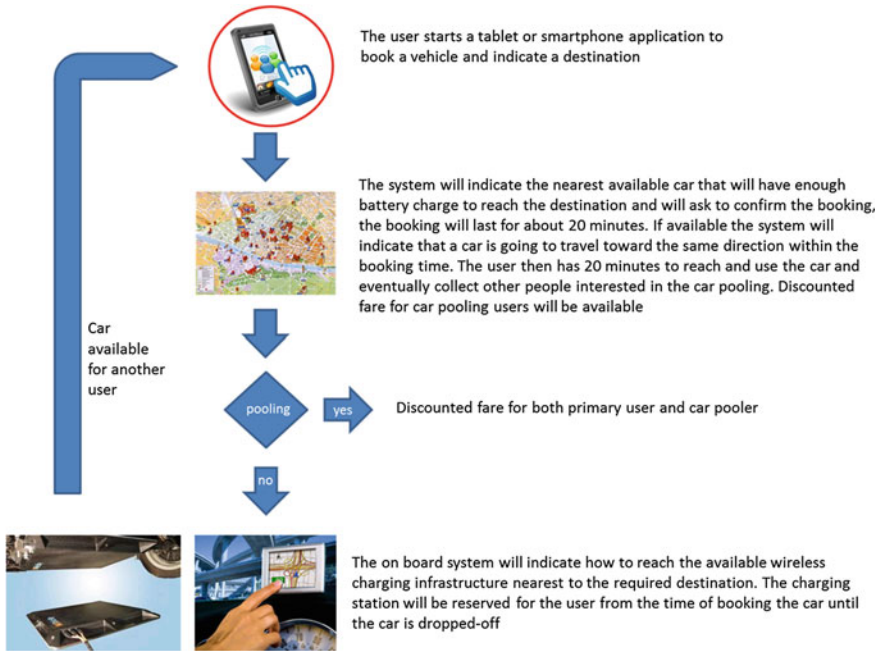 The user starts a tablet or smartphone application to
book a vehicle and indicate a destination
The system will indicate the nearest available car that will have enough
battery charge to reach the destination and will ask to confirm the booking,
the booking will last for about 20 minutes. If available the system will
indicate that a car is going to travel toward the same direction within the
booking time. The user then has 20 minutes to reach and use the car and
eventually collect other people interested in the car pooling. Discounted
fare for car pooling users will be available
Car
available
for another
user
pooling
yes
Discounted fare for both primary user and car pooler
no
The on board system will indicate how to reach the available wireless
charging infrastructure nearest to the required destination. The charging
station will be reserved for the user from the time of booking the car until
the car is dropped-off